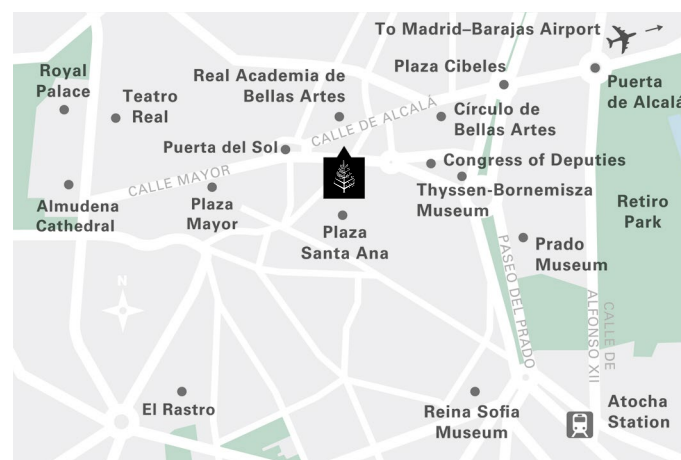 To Madrid–Barajas Airport
Royal
Palace
Teatro
Real
Real Academia de
Bellas Artes
Plaza Cibeles
Puerta
de Alcalá
CALLE DE ALCALÁ
Círculo de
Bellas Artes
Puerta del Sol
Congress of Deputies
CALLE MAYOR
Thyssen-Bornemisza
Museum
Almudena
Cathedral
Plaza
Mayor
Plaza
Santa Ana
Retiro
Park
Prado
Museum
PASEO DEL PRADO
CALLE DE
ALFONSO XII
N
El Rastro
Reina Sofia
Museum
Atocha
Station